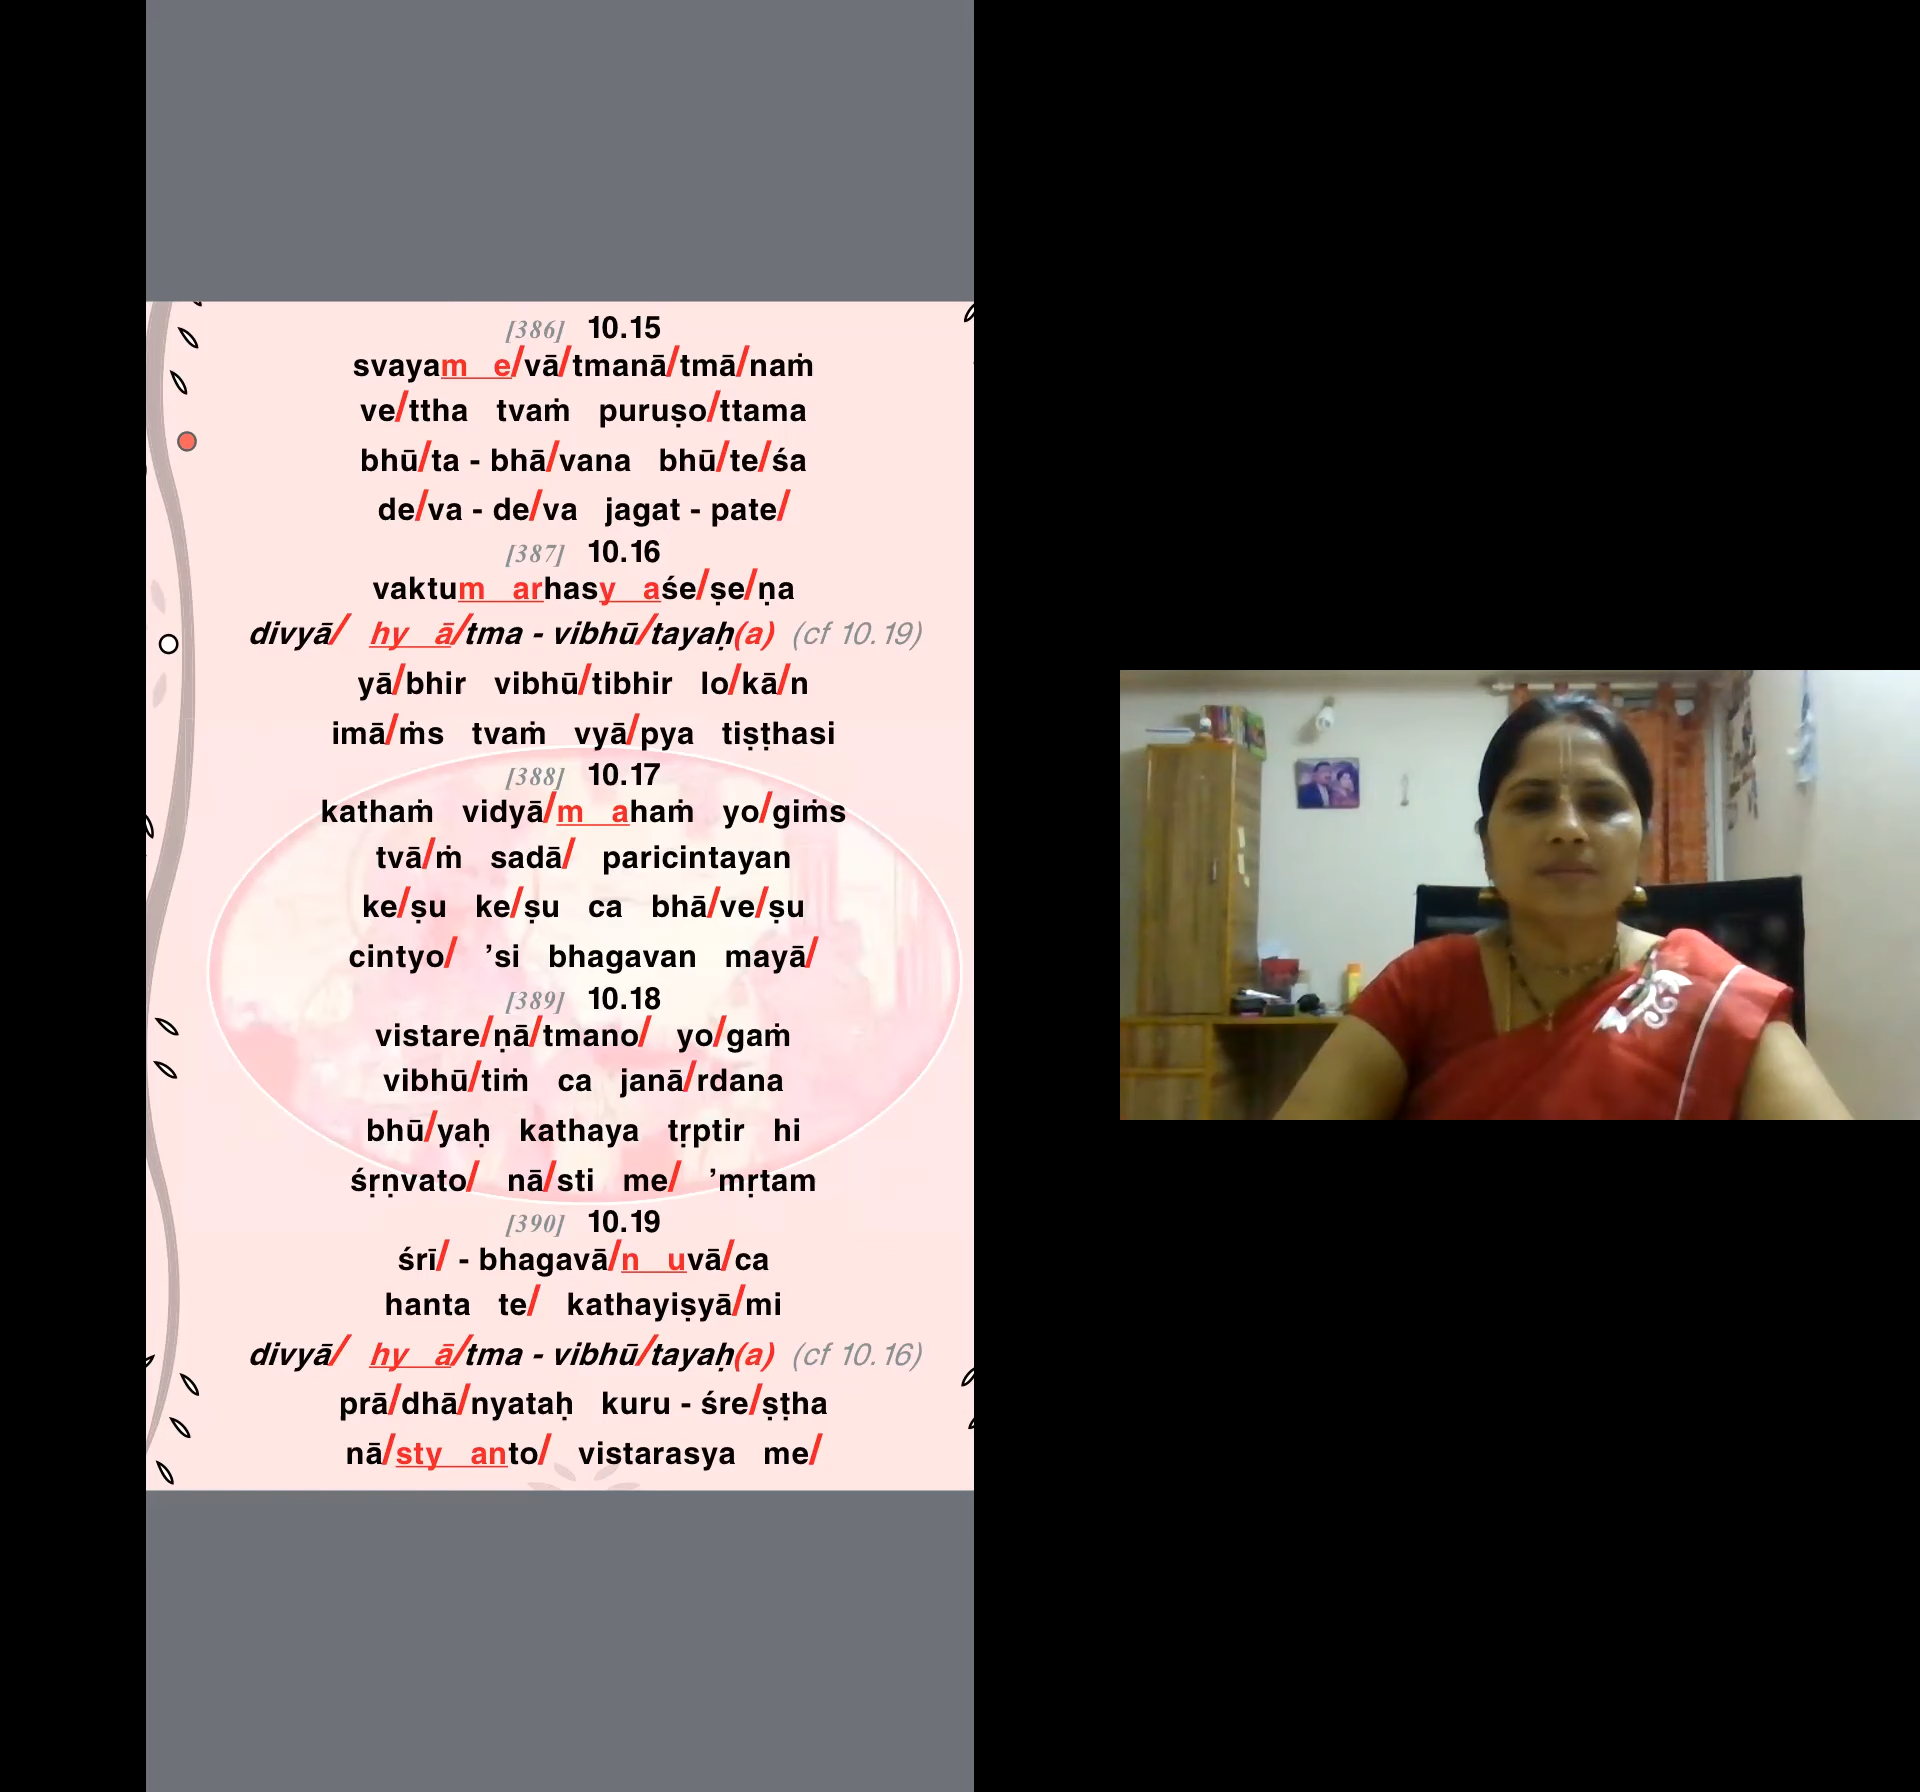 [386] 10.15
svayam e/vā/tmanā/tmā/naṁ
ve/ttha tvaṁ puruṣo/ttama
bhū/ta - bhā/vana bhū/te/śa
de/va - de/va jagat - pate/
[387] 10.16
vaktum arhasy aśe/ṣe/ṇa
divyā/ hy ā/tma - vibhū/tayaḥ(a) (cf 10.19)
yā/bhir vibhū/tibhir lo/kā/n
imā/ṁs tvaṁ vyā/pya tiṣṭhasi
[388] 10.17
kathaṁ vidyā/m ahaṁ yo/giṁs
tvā/ṁ sadā/ paricintayan
ke/ṣu ke/ṣu ca bhā/ve/ṣu
cintyo/ ’si bhagavan mayā/
[389] 10.18
vistare/ṇā/tmano/ yo/gaṁ
vibhū/tiṁ ca janā/rdana
bhū/yaḥ kathaya tṛptir hi
śṛṇvato/ nā/sti me/ ’mṛtam
[390] 10.19
śrī/ - bhagavā/n uvā/ca
hanta te/ kathayiṣyā/mi
divyā/ hy ā/tma - vibhū/tayaḥ(a) (cf 10.16)
prā/dhā/nyataḥ kuru - śre/ṣṭha
nā/sty anto/ vistarasya me/